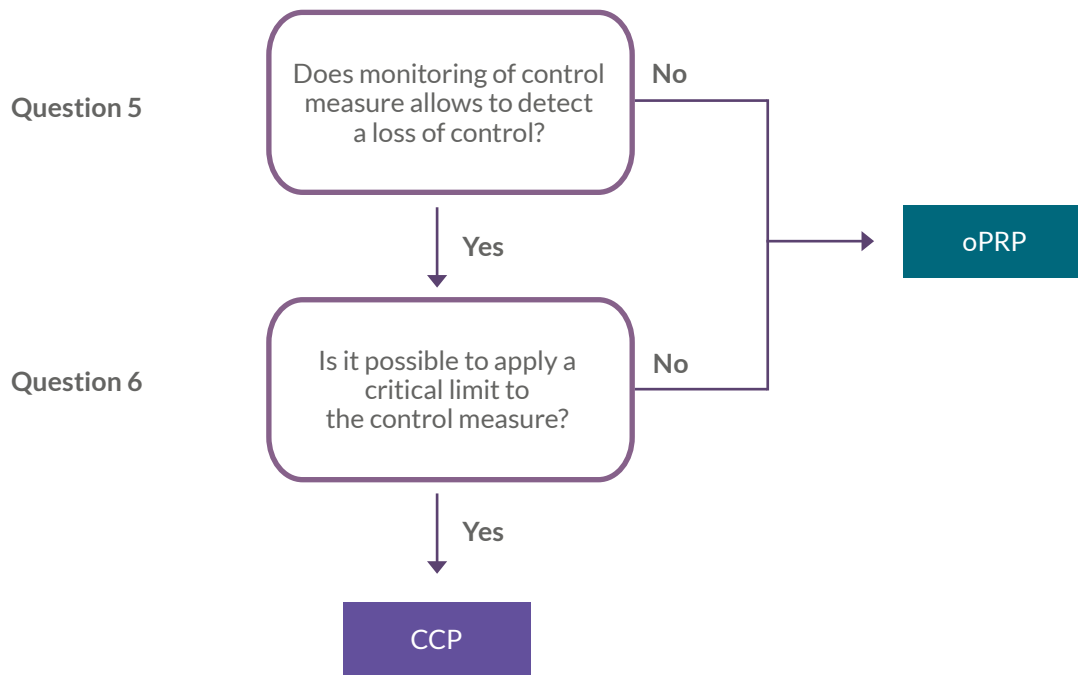 Question 5
Does monitoring of control
measure allows to detect
a loss of control?
No
Yes
oPRP
Question 6
Is it possible to apply a
critical limit to
the control measure?
No
Yes
CCP